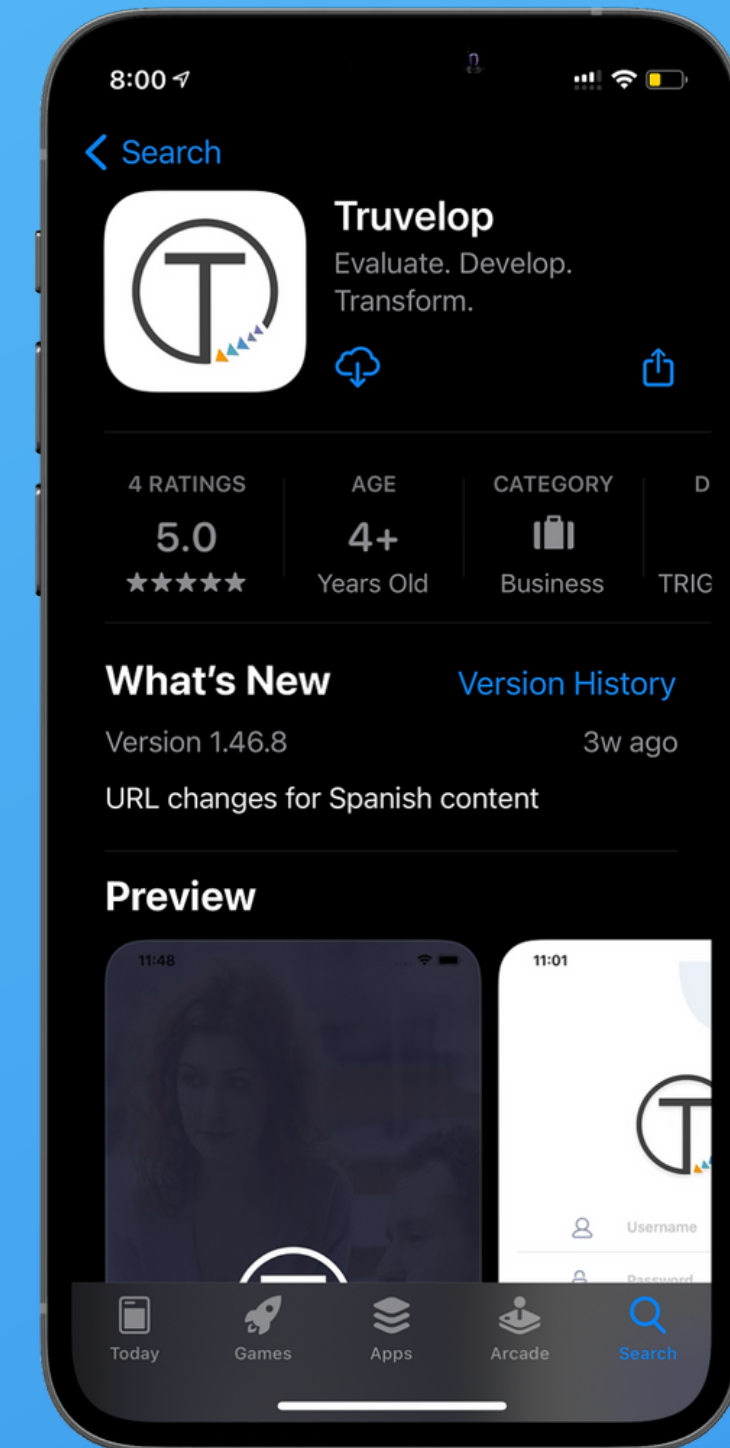 8:00
Search
Truvelop
Evaluate. Develop.
Transform.
4 RATINGS
5.0
AGE
4+
Years Old
CATEGORY
Business
D
TRIG
What's New
Version History
Version 1.46.8
3w ago
URL changes for Spanish content
Preview
11:48
11:01
T
Username
Password
Today
Games
Apps
Arcade
Search